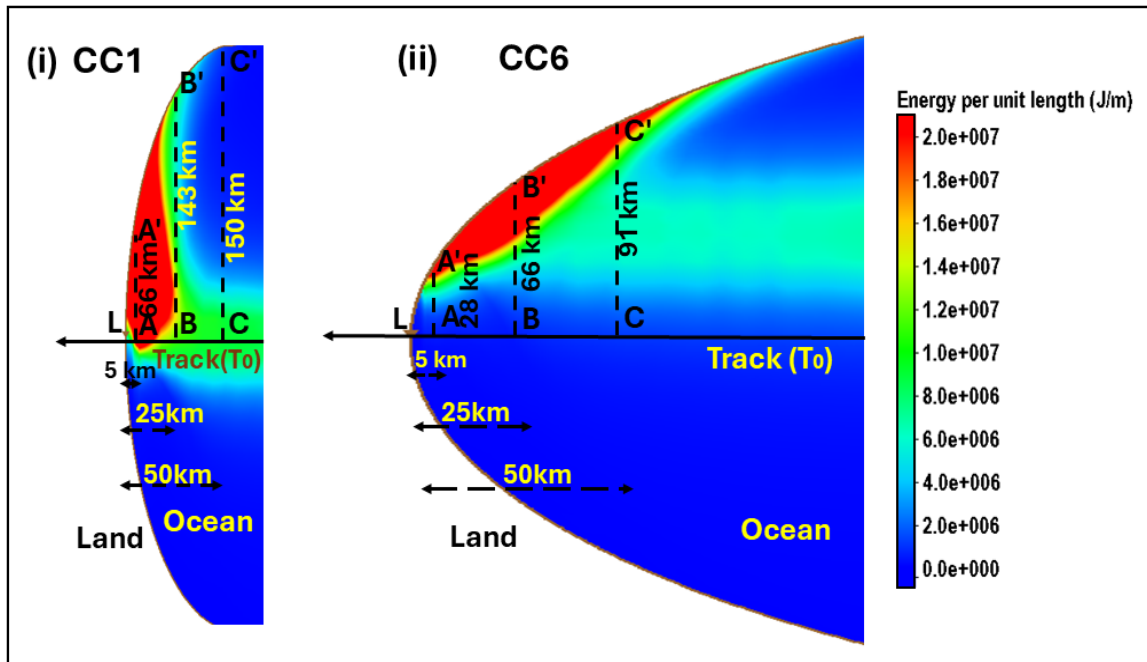 (i) CC1
C'
B'
143 km
150 km
A'
66 km
L
A
B
C
Track(T₀)
5 km
25km
50km
Ocean
Land
(ii) CC6
C'
B'
A'
28 km
66 km
91 km
L
A
B
C
Track (T₀)
5 km
25km
50km
Land
Ocean
Energy per unit length (J/m)
2.0e+007
1.8e+007
1.6e+007
1.4e+007
1.2e+007
1.0e+007
8.0e+006
6.0e+006
4.0e+006
2.0e+006
0.0e+000